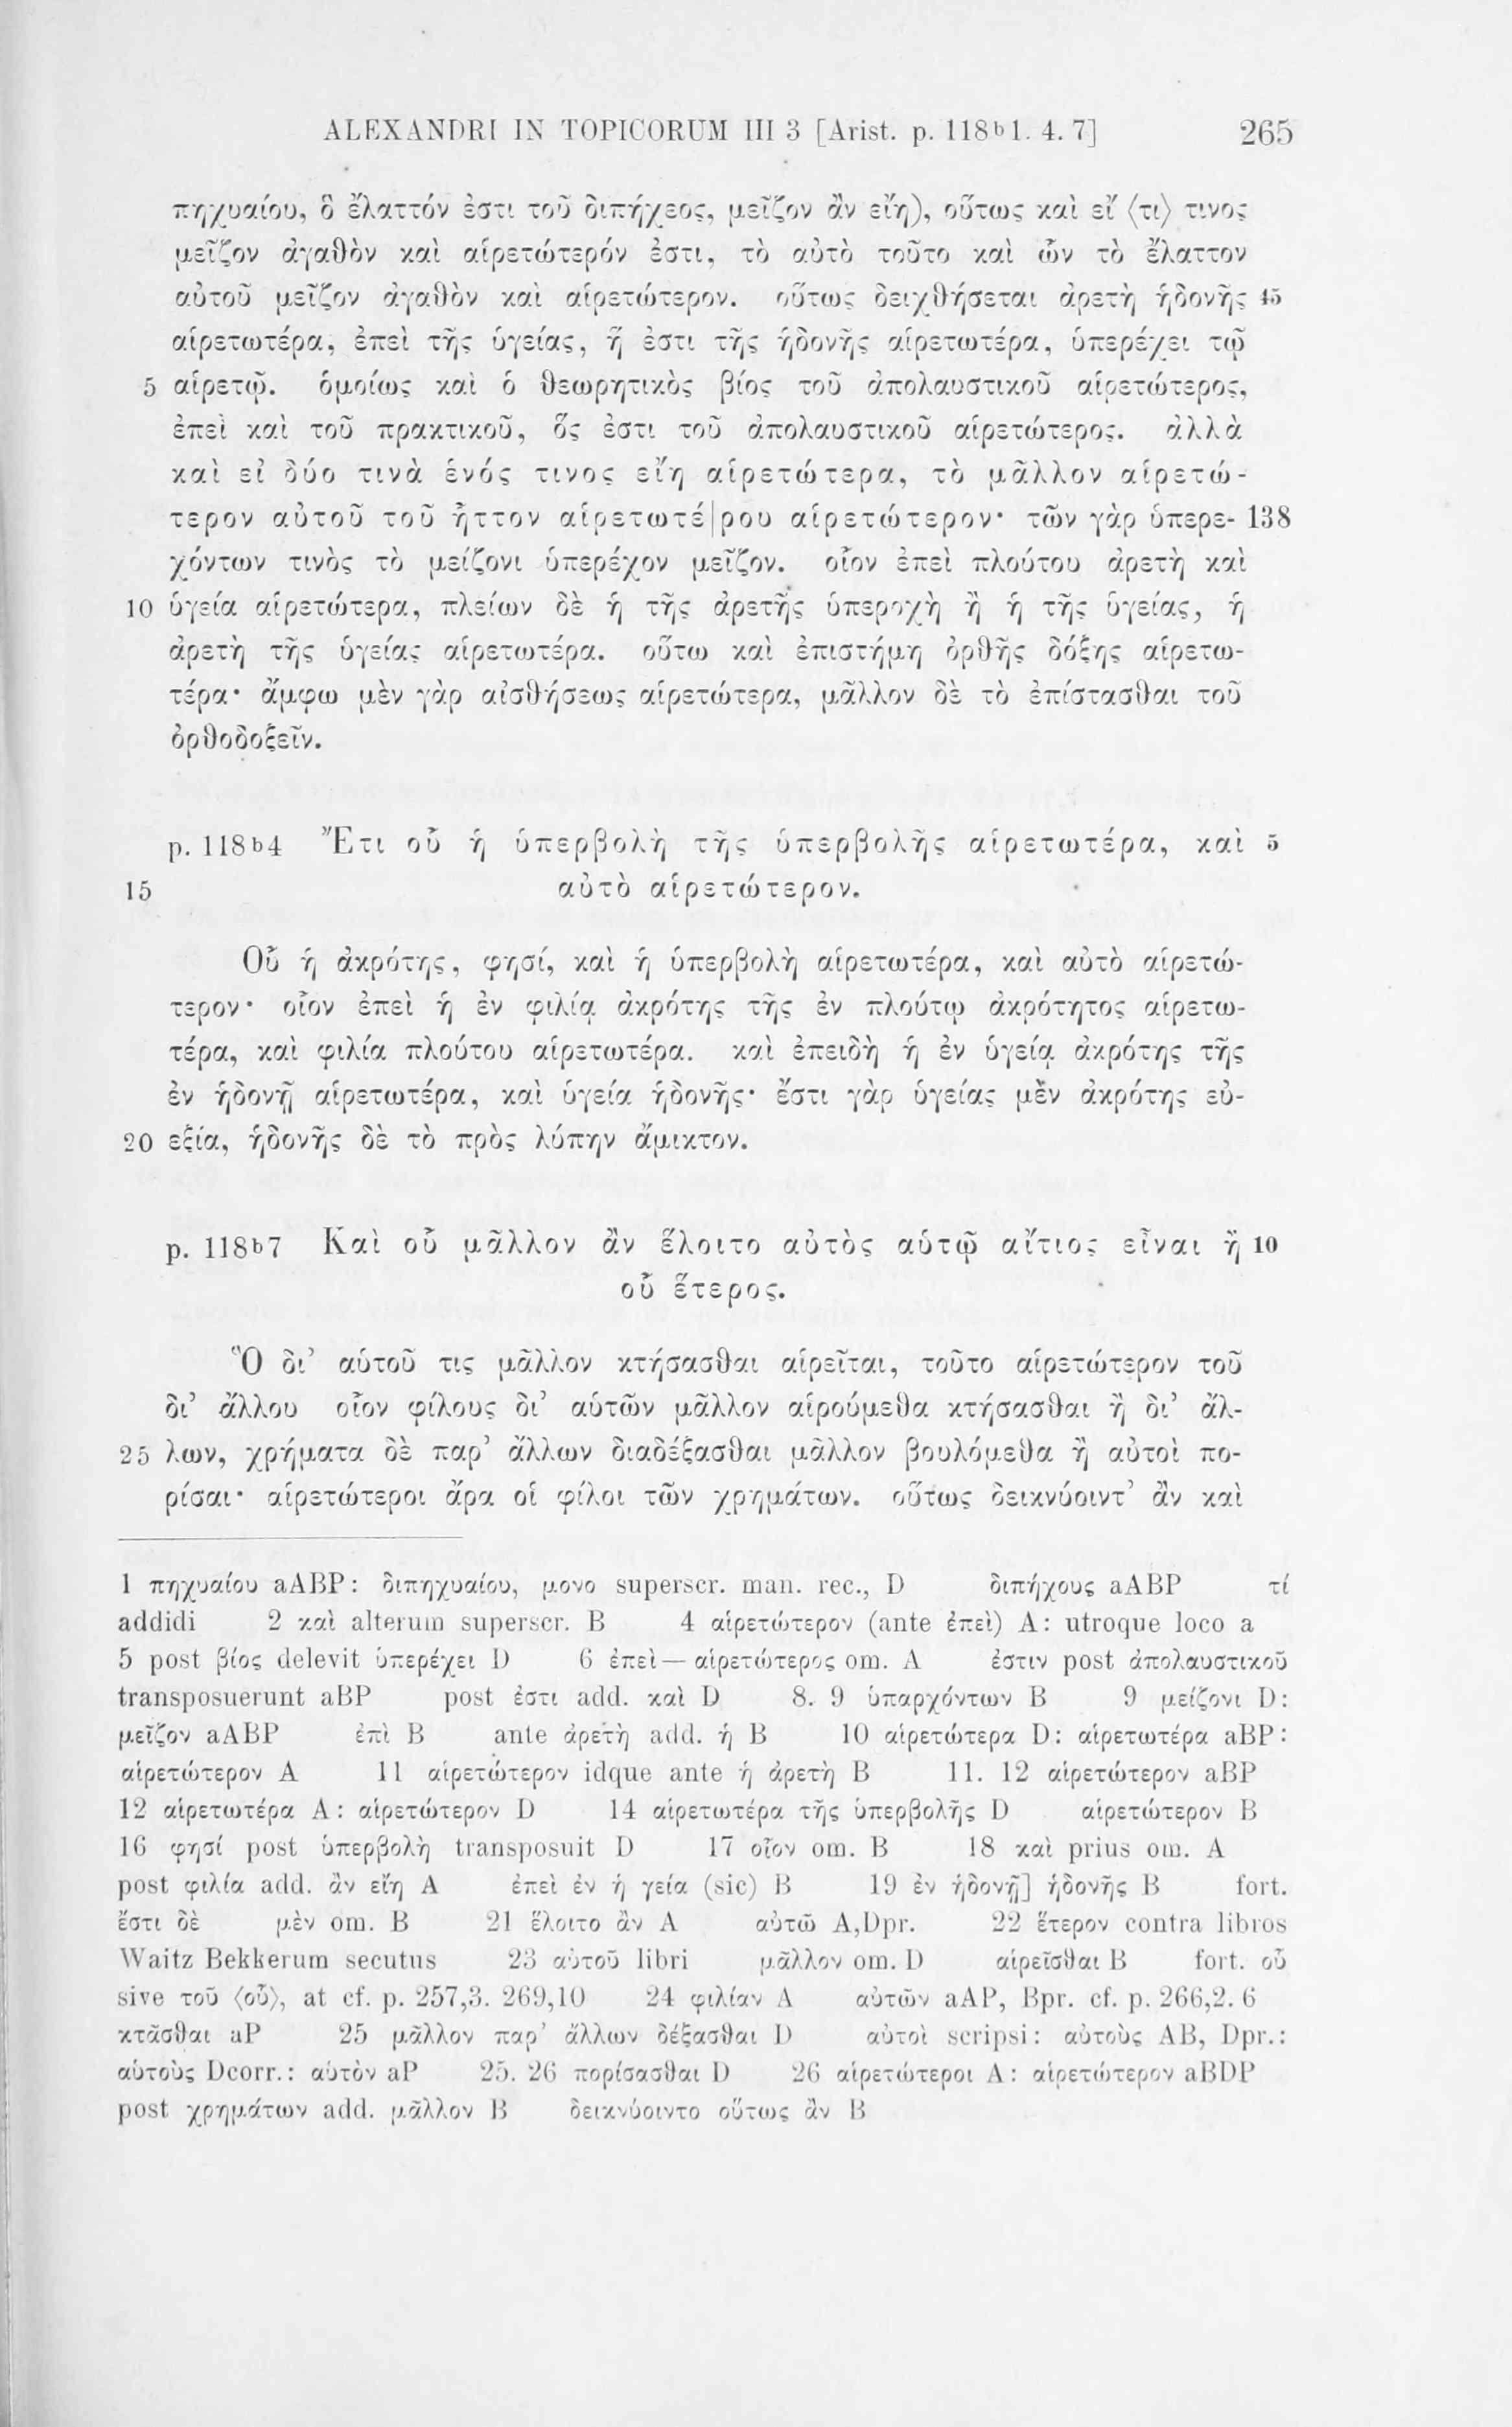 ALEXANDRI IN TOPICORUM III 3 [Arist. p. 118ᵇ1. 4. 7] 265
πηχυαίου, ὃ ἔλαττόν ἐστι τοῦ διπήχεος, μεῖζον ἂν εἴη), οὕτως καὶ εἴ ⟨τι⟩ τινος
μεῖζον ἀγαθὸν καὶ αἱρετώτερόν ἐστι, τὸ αὐτὸ τοῦτο καὶ ὧν τὸ ἔλαττον
αὐτοῦ μεῖζον ἀγαθὸν καὶ αἱρετώτερον. οὕτως δειχθήσεται ἀρετὴ ἡδονῆς 45
αἱρετωτέρα, ἐπεὶ τῆς ὑγείας, ἥ ἐστι τῆς ἡδονῆς αἱρετωτέρα, ὑπερέχει τῷ
5 αἱρετῷ. ὁμοίως καὶ ὁ θεωρητικὸς βίος τοῦ ἀπολαυστικοῦ αἱρετώτερος,
ἐπεὶ καὶ τοῦ πρακτικοῦ, ὅς ἐστι τοῦ ἀπολαυστικοῦ αἱρετώτερος. ἀλλὰ
καὶ εἰ δύο τινὰ ἑνός τινος εἴη αἱρετώτερα, τὸ μᾶλλον αἱρετώ-
τερον αὐτοῦ τοῦ ἧττον αἱρετωτέ|ρου αἱρετώτερον· τῶν γὰρ ὑπερε- 138
χόντων τινὸς τὸ μείζονι ὑπερέχον μεῖζον. οἷον ἐπεὶ πλούτου ἀρετὴ καὶ
10 ὑγεία αἱρετώτερα, πλείων δὲ ἡ τῆς ἀρετῆς ὑπεροχὴ ἢ ἡ τῆς ὑγείας, ἡ
ἀρετὴ τῆς ὑγείας αἱρετωτέρα. οὕτω καὶ ἐπιστήμη ὀρθῆς δόξης αἱρετω-
τέρα· ἄμφω μὲν γὰρ αἰσθήσεως αἱρετώτερα, μᾶλλον δὲ τὸ ἐπίστασθαι τοῦ
ὀρθοδοξεῖν.
p. 118ᵇ4 Ἔτι οὗ ἡ ὑπερβολὴ τῆς ὑπερβολῆς αἱρετωτέρα, καὶ 5
15 αὐτὸ αἱρετώτερον.
Οὗ ἡ ἀκρότης, φησί, καὶ ἡ ὑπερβολὴ αἱρετωτέρα, καὶ αὐτὸ αἱρετώ-
τερον· οἷον ἐπεὶ ἡ ἐν φιλίᾳ ἀκρότης τῆς ἐν πλούτῳ ἀκρότητος αἱρετω-
τέρα, καὶ φιλία πλούτου αἱρετωτέρα. καὶ ἐπειδὴ ἡ ἐν ὑγείᾳ ἀκρότης τῆς
ἐν ἡδονῇ αἱρετωτέρα, καὶ ὑγεία ἡδονῆς· ἔστι γὰρ ὑγείας μὲν ἀκρότης εὐ-
20 εξία, ἡδονῆς δὲ τὸ πρὸς λύπην ἄμικτον.
p. 118ᵇ7 Καὶ οὗ μᾶλλον ἂν ἕλοιτο αὐτὸς αὑτῷ αἴτιος εἶναι ἢ 10
οὗ ἕτερος.
Ὃ δι’ αὑτοῦ τις μᾶλλον κτήσασθαι αἱρεῖται, τοῦτο αἱρετώτερον τοῦ
δι’ ἄλλου οἷον φίλους δι’ αὑτῶν μᾶλλον αἱρούμεθα κτήσασθαι ἢ δι’ ἄλ-
25 λων, χρήματα δὲ παρ’ ἄλλων διαδέξασθαι μᾶλλον βουλόμεθα ἢ αὐτοὶ πο-
ρίσαι· αἱρετώτεροι ἄρα οἱ φίλοι τῶν χρημάτων. οὕτως δεικνύοιντ’ ἂν καὶ
1 πηχυαίου aABP: διπηχυαίου, μονο superscr. man. rec., D διπήχους aABP τί
addidi 2 καὶ alterum superscr. B 4 αἱρετώτερον (ante ἐπεὶ) A: utroque loco a
5 post βίος delevit ὑπερέχει D 6 ἐπεὶ — αἱρετώτερος om. A ἐστιν post ἀπολαυστικοῦ
transposuerunt aBP post ἐστι add. καὶ D 8. 9 ὑπαρχόντων B 9 μείζονι D:
μεῖζον aABP ἐπὶ B ante ἀρετὴ add. ἡ B 10 αἱρετώτερα D: αἱρετωτέρα aBP:
αἱρετώτερον A 11 αἱρετώτερον idque ante ἡ ἀρετὴ B 11. 12 αἱρετώτερον aBP
12 αἱρετωτέρα A: αἱρετώτερον D 14 αἱρετωτέρα τῆς ὑπερβολῆς D αἱρετώτερον B
16 φησί post ὑπερβολὴ transposuit D 17 οἷον om. B 18 καὶ prius om. A
post φιλία add. ἂν εἴη A ἐπεὶ ἐν ἡ γεία (sic) B 19 ἐν ἡδονῇ] ἡδονῆς B fort.
ἔστι δὲ μὲν om. B 21 ἕλοιτο ἂν A αὐτῶ A,Dpr. 22 ἕτερον contra libros
Waitz Bekkerum secutus 23 αὐτοῦ libri μᾶλλον om. D αἱρεῖσθαι B fort. οὗ
sive τοῦ ⟨οὗ⟩, at cf. p. 257,3. 269,10 24 φιλίαν A αὐτῶν aAP, Bpr. cf. p. 266,2. 6
κτᾶσθαι aP 25 μᾶλλον παρ’ ἄλλων δέξασθαι D αὐτοὶ scripsi: αὐτοὺς AB, Dpr.:
αὑτοὺς Dcorr.: αὑτὸν aP 25. 26 πορίσασθαι D 26 αἱρετώτεροι A: αἱρετώτερον aBDP
post χρημάτων add. μᾶλλον B δεικνύοιντο οὕτως ἂν B